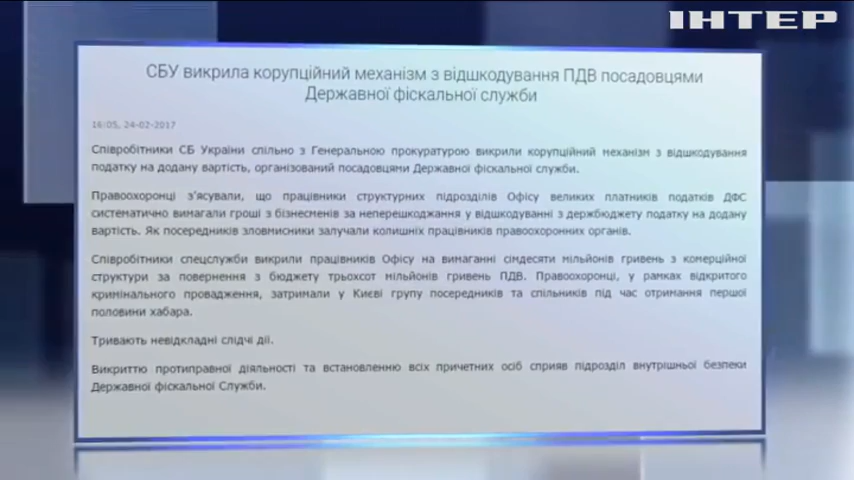 ІНТЕР
СБУ викрила корупційний механізм з відшкодування ПДВ посадовцями
Державної фіскальної служби
16:05, 24-02-2017
Співробітники СБ України спільно з Генеральною прокуратурою викрили корупційний механізм з відшкодування
податку на додану вартість, організований посадовцями Державної фіскальної служби.
Правоохоронці з'ясували, що працівники структурних підрозділів Офісу великих платників податків ДФС
систематично вимагали гроші з бізнесменів за неперешкоджання у відшкодуванні з держбюджету податку на додану
вартість. Як посередників зловмисники залучали колишніх працівників правоохоронних органів.
Співробітники спецслужби викрили працівників Офісу на вимаганні сімдесяти мільйонів гривень з комерційної
структури за повернення з бюджету трьохсот мільйонів гривень ПДВ. Правоохоронці, у рамках відкритого
кримінального провадження, затримали у Києві групу посередників та спільників під час отримання першої
половини хабара.
Тривають невідкладні слідчі дії.
Викриттю протиправної діяльності та встановленню всіх причетних осіб сприяв підрозділ внутрішньої безпеки
Державної фіскальної Служби.